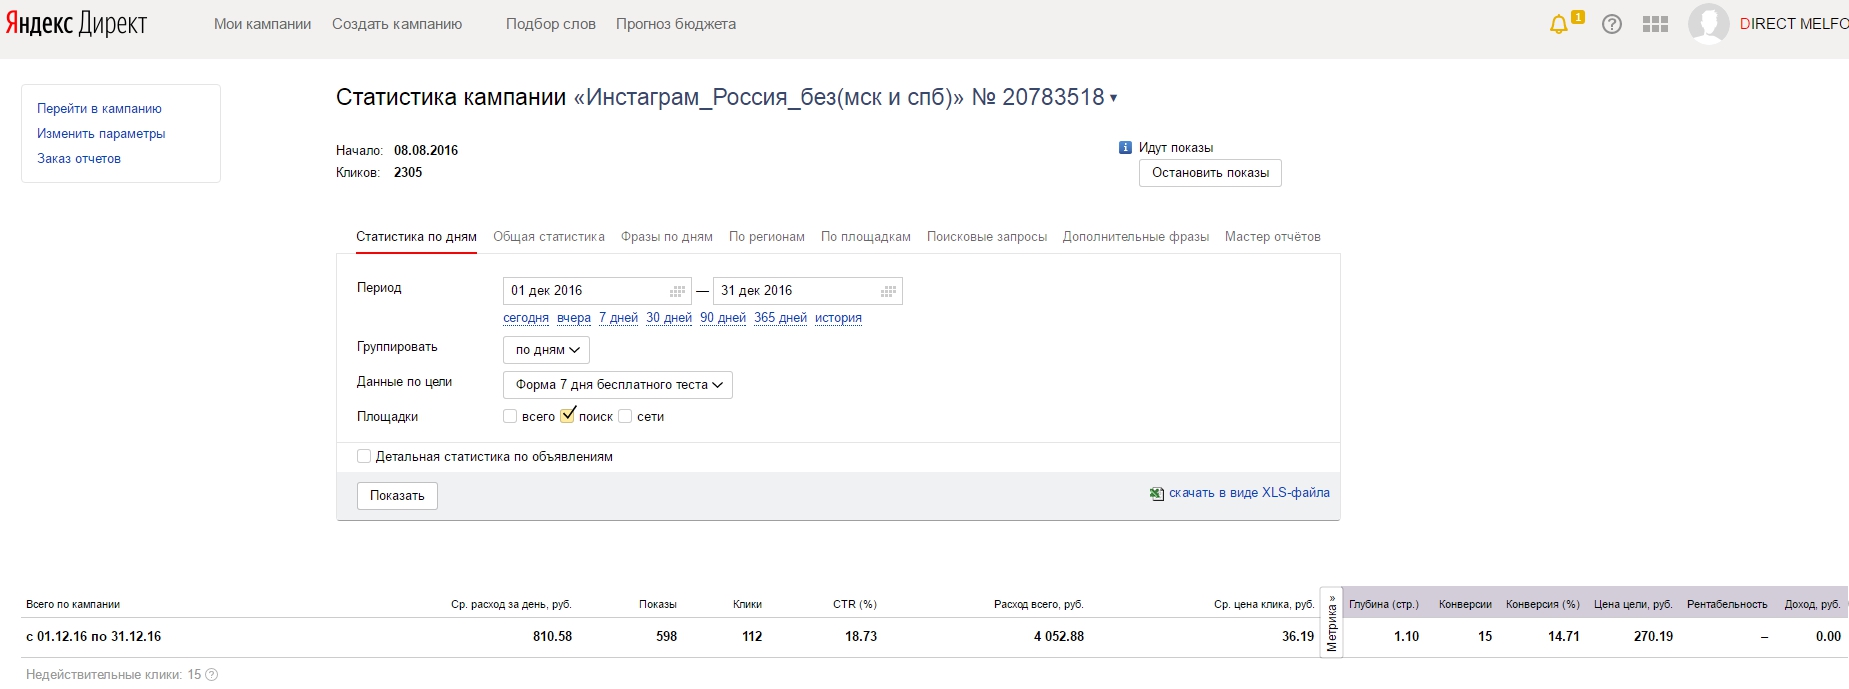 Яндекс Директ
Мои кампании Создать кампанию Подбор слов Прогноз бюджета
1
DIRECT MELFO
Перейти в кампанию
Изменить параметры
Заказ отчетов
Статистика кампании «Инстаграм_Россия_без(мск и спб)» № 20783518
Начало: 08.08.2016
Кликов: 2305
Идут показы
Остановить показы
Статистика по дням Общая статистика Фразы по дням По регионам По площадкам Поисковые запросы Дополнительные фразы Мастер отчётов
Период 01 дек 2016 — 31 дек 2016
сегодня вчера 7 дней 30 дней 90 дней 365 дней история
Группировать по дням
Данные по цели Форма 7 дня бесплатного теста
Площадки всего поиск сети
Детальная статистика по объявлениям
Показать скачать в виде XLS-файла
Всего по кампании Ср. расход за день, руб. Показы Клики CTR (%) Расход всего, руб. Ср. цена клика, руб. Глубина (стр.) Конверсии Конверсия (%) Цена цели, руб. Рентабельность Доход, руб.
Метрика »
с 01.12.16 по 31.12.16 810.58 598 112 18.73 4 052.88 36.19 1.10 15 14.71 270.19 – 0.00
Недействительные клики: 15 ?